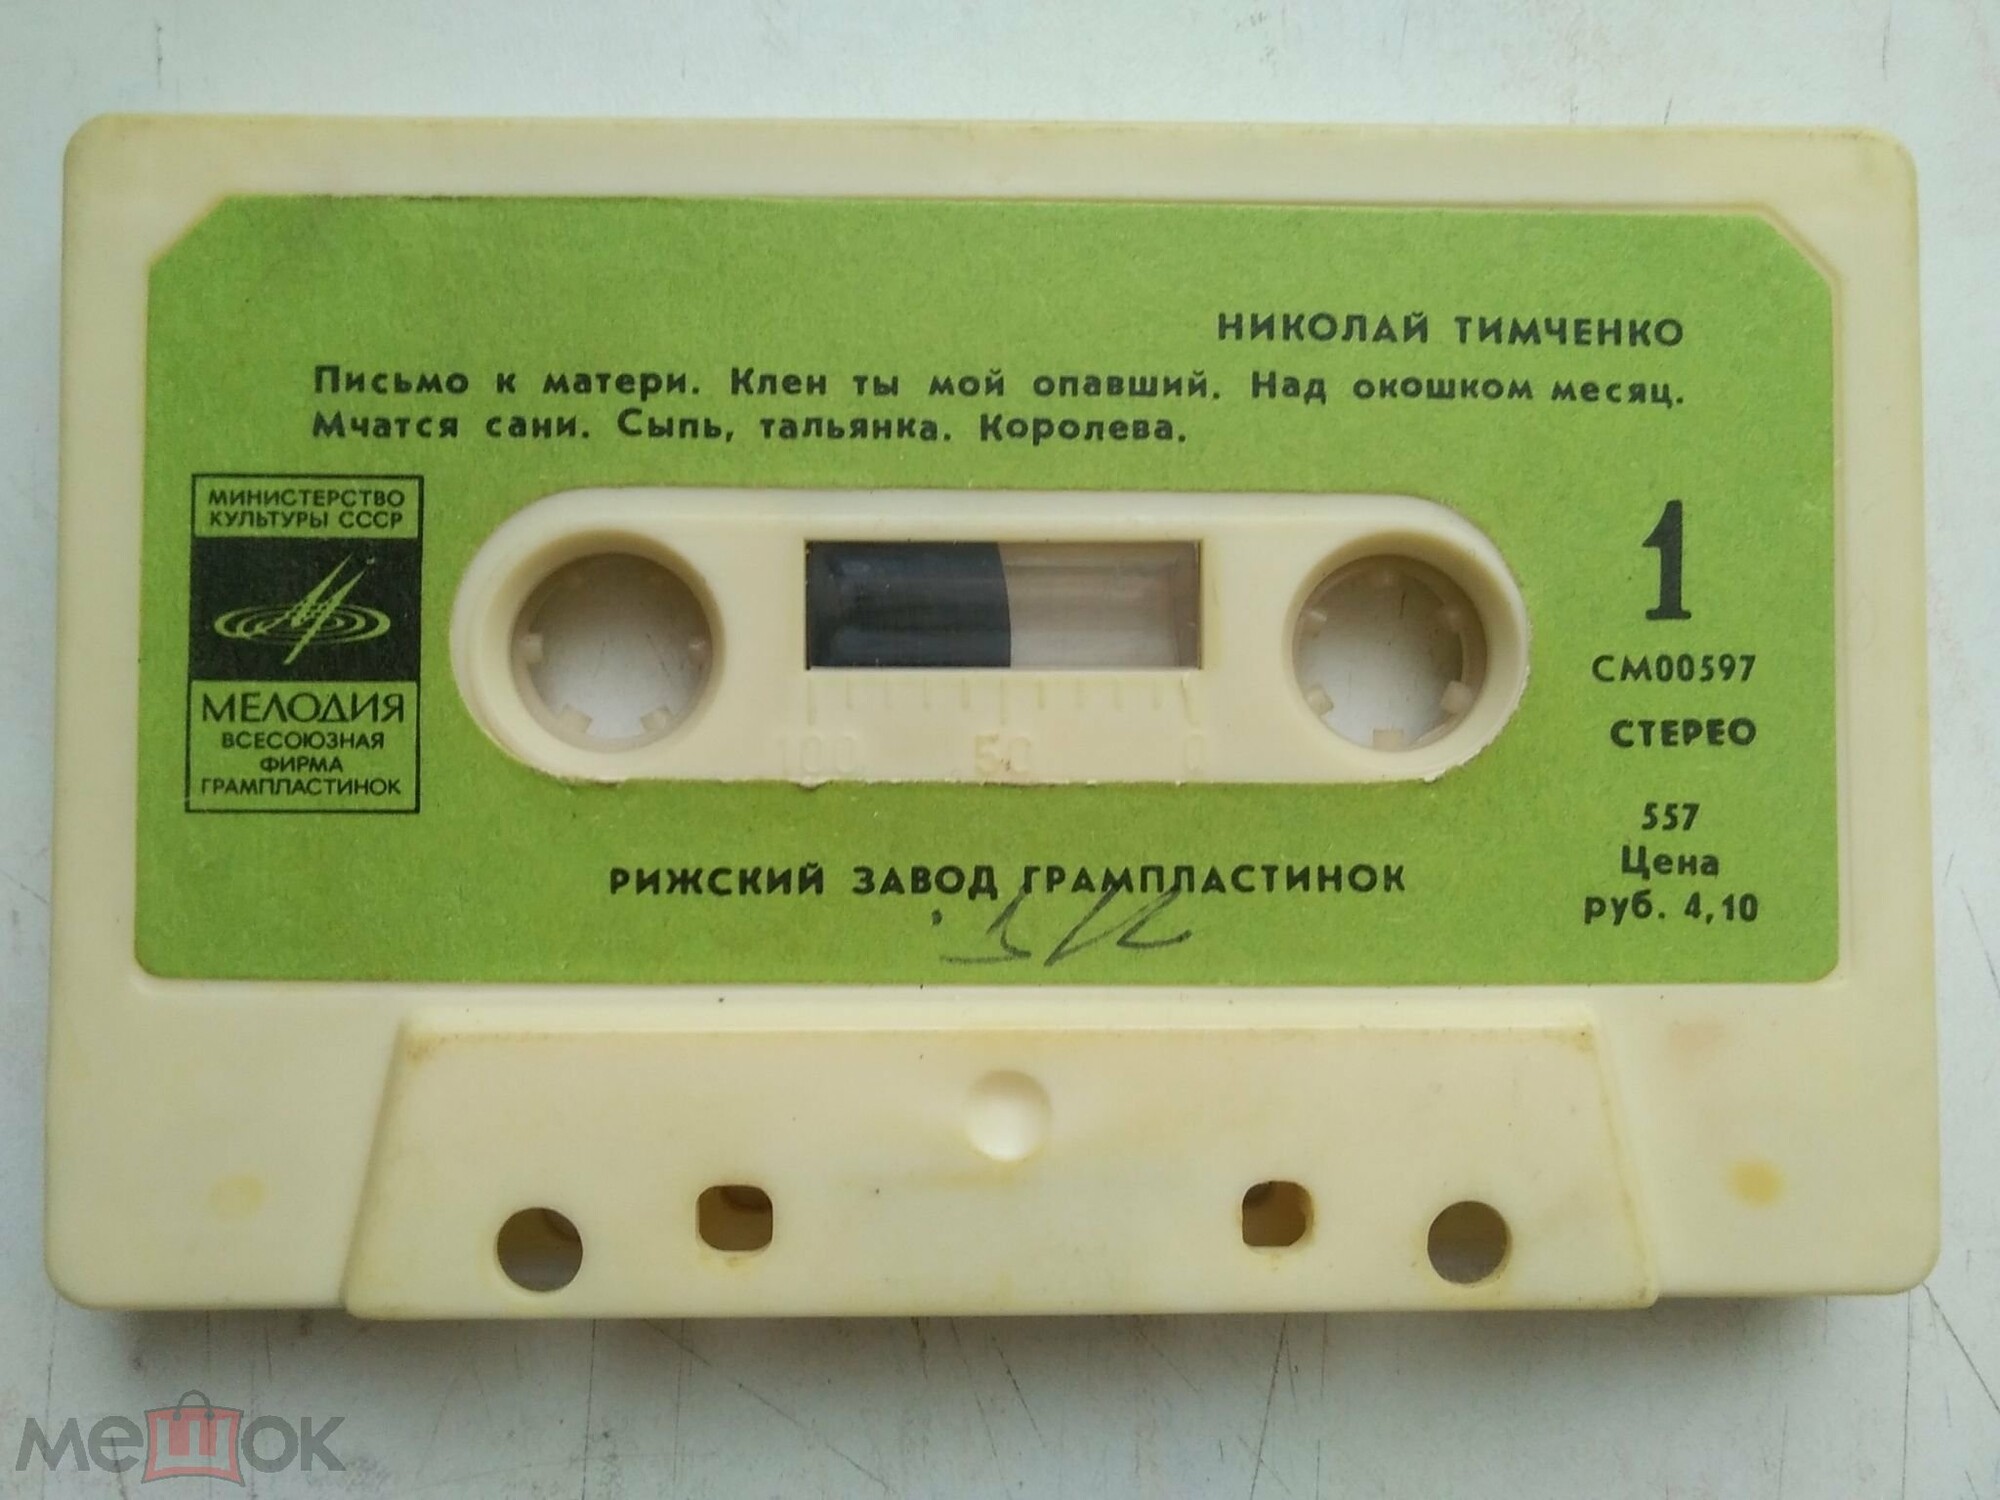 НИКОЛАЙ ТИМЧЕНКО
Письмо к матери. Клен ты мой опавший. Над окошком месяц.
Мчатся сани. Сыпь, тальянка. Королева.
МИНИСТЕРСТВО
КУЛЬТУРЫ СССР
МЕЛОДИЯ
ВСЕСОЮЗНАЯ
ФИРМА
ГРАМПЛАСТИНОК
1
СМ00597
СТЕРЕО
557
Цена
руб. 4,10
100 50 0
РИЖСКИЙ ЗАВОД ГРАМПЛАСТИНОК
мешок